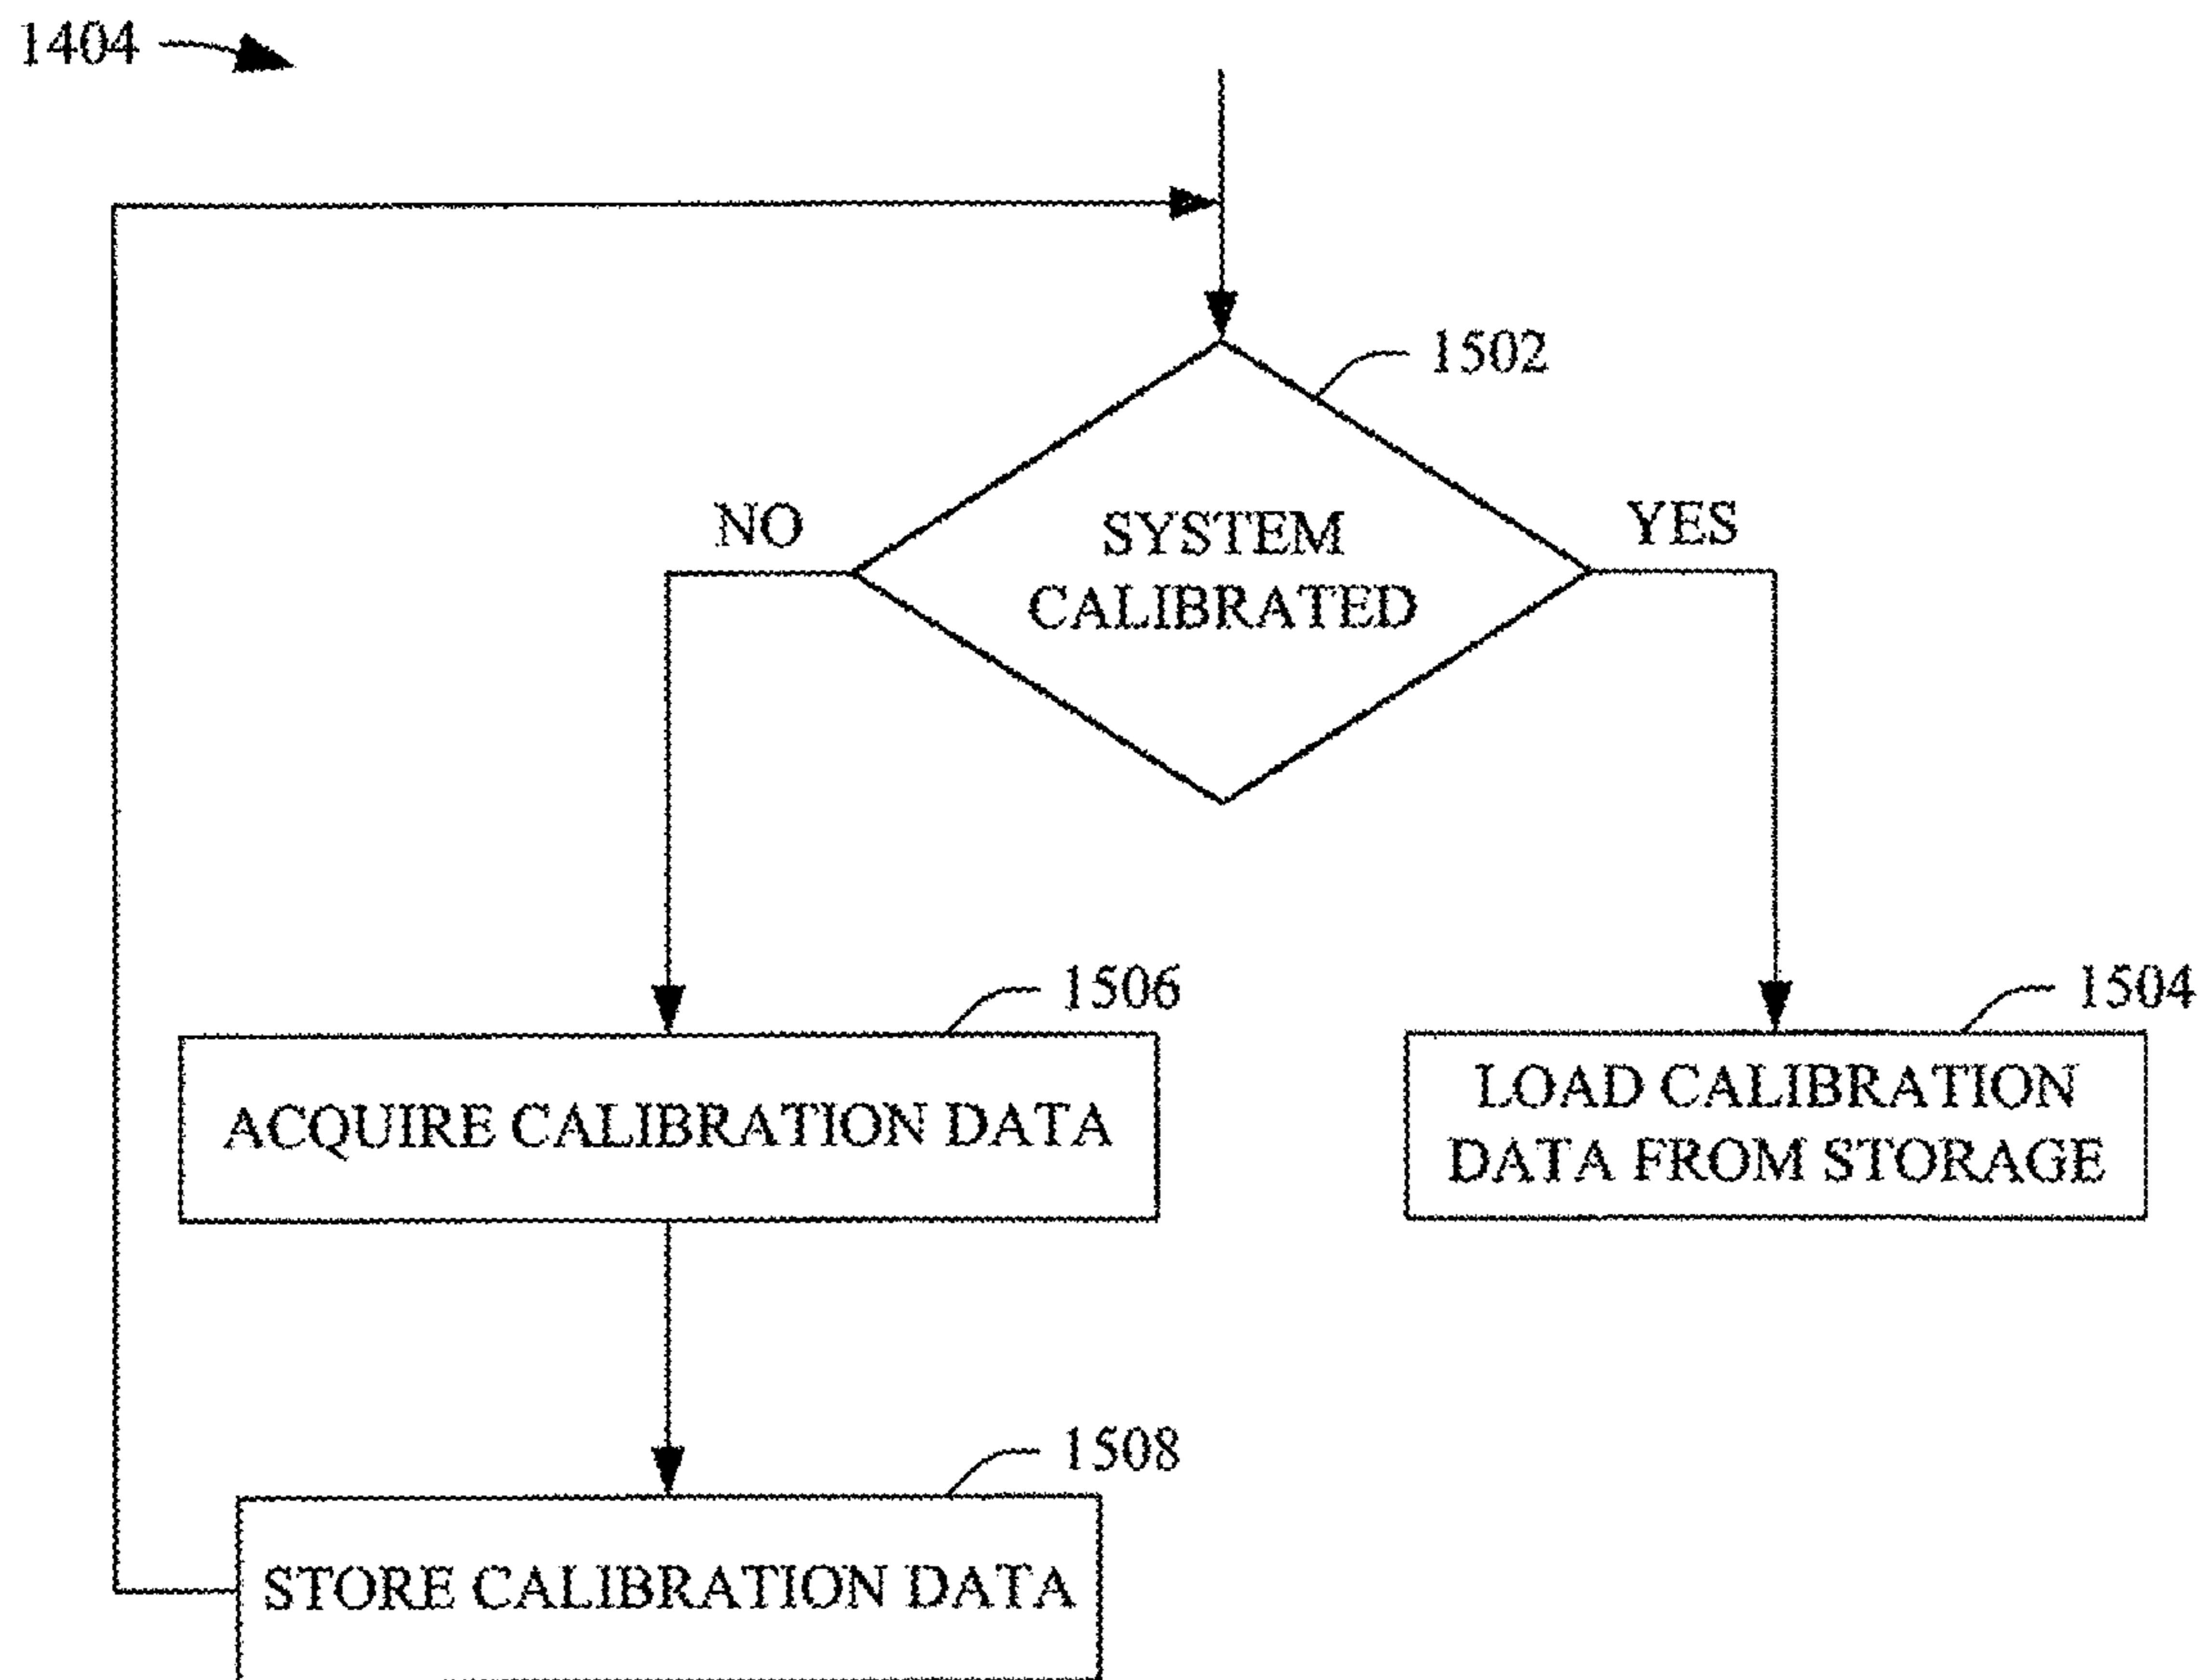 1404
1502
NO
YES
SYSTEM
CALIBRATED
1506
1504
ACQUIRE CALIBRATION DATA
LOAD CALIBRATION
DATA FROM STORAGE
1508
STORE CALIBRATION DATA